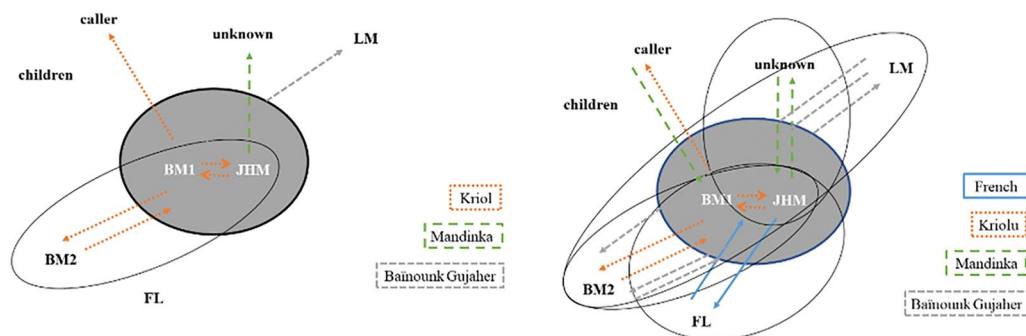 caller
unknown
LM
children
BM1
JHM
BM2
FL
Kriol
Mandinka
Baïnounk Gujaher
caller
unknown
LM
children
BM1
JHM
BM2
FL
French
Kriolu
Mandinka
Baïnounk Gujaher